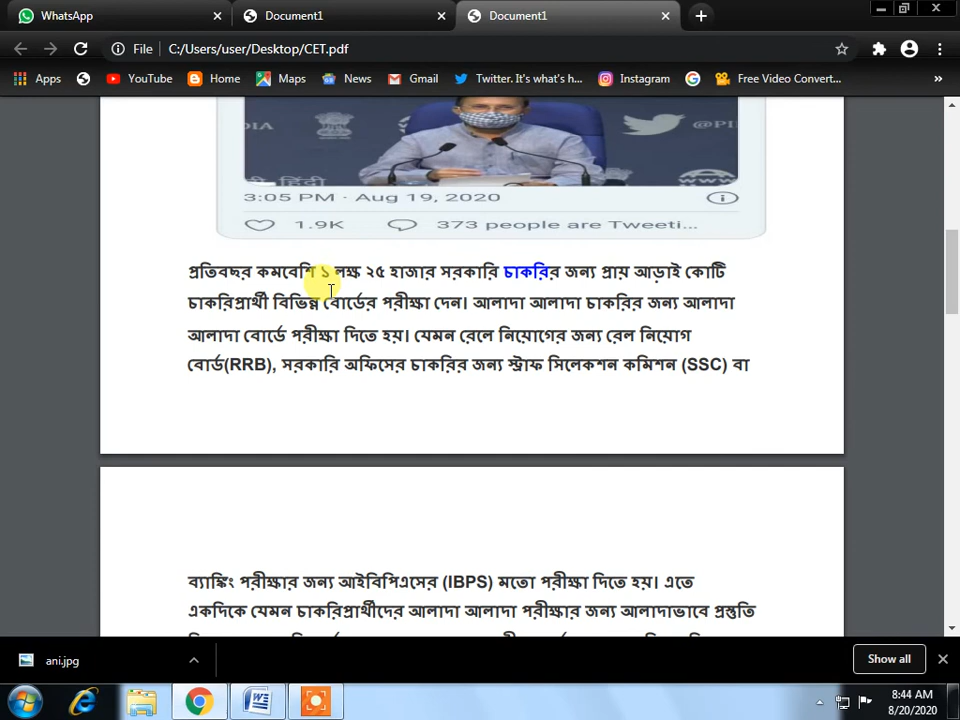 WhatsApp
Document1
Document1
File C:/Users/user/Desktop/CET.pdf
Apps YouTube Home Maps News Gmail Twitter. It's what's h... Instagram Free Video Convert... »
DIA @PI
हिंदी
3:05 PM · Aug 19, 2020
1.9K 373 people are Tweeti...
প্রতিবছর কমবেশি ১ লক্ষ ২৫ হাজার সরকারি চাকরির জন্য প্রায় আড়াই কোটি
চাকরিপ্রার্থী বিভিন্ন বোর্ডের পরীক্ষা দেন। আলাদা আলাদা চাকরির জন্য আলাদা
আলাদা বোর্ডে পরীক্ষা দিতে হয়। যেমন রেলে নিয়োগের জন্য রেল নিয়োগ
বোর্ড(RRB), সরকারি অফিসের চাকরির জন্য স্ট্রাফ সিলেকশন কমিশন (SSC) বা
ব্যাঙ্কিং পরীক্ষার জন্য আইবিপিএসের (IBPS) মতো পরীক্ষা দিতে হয়। এতে
একদিকে যেমন চাকরিপ্রার্থীদের আলাদা আলাদা পরীক্ষার জন্য আলাদাভাবে প্রস্তুতি
ani.jpg
Show all
8:44 AM
8/20/2020